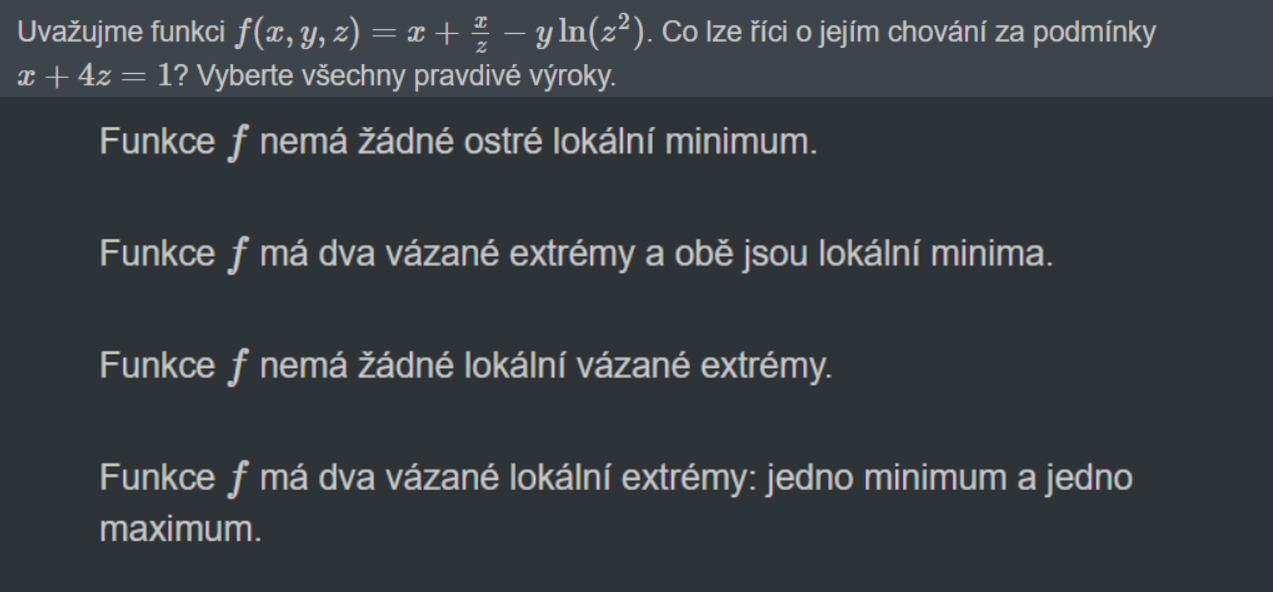 Uvažujme funkci f(x, y, z) = x + x/z − y ln(z²). Co lze říci o jejím chování za podmínky
x + 4z = 1? Vyberte všechny pravdivé výroky.
Funkce f nemá žádné ostré lokální minimum.
Funkce f má dva vázané extrémy a obě jsou lokální minima.
Funkce f nemá žádné lokální vázané extrémy.
Funkce f má dva vázané lokální extrémy: jedno minimum a jedno
maximum.